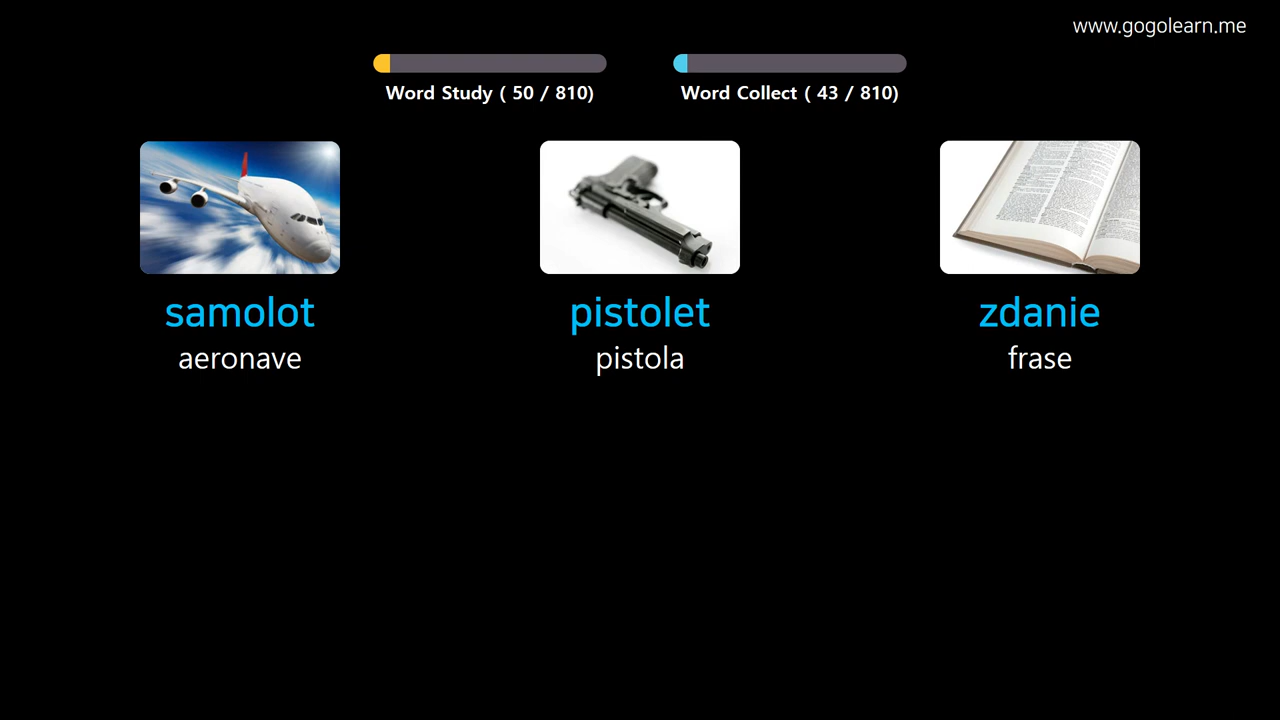 www.gogolearn.me
Word Study ( 50 / 810)
Word Collect ( 43 / 810)
samolot
aeronave
pistolet
pistola
zdanie
frase